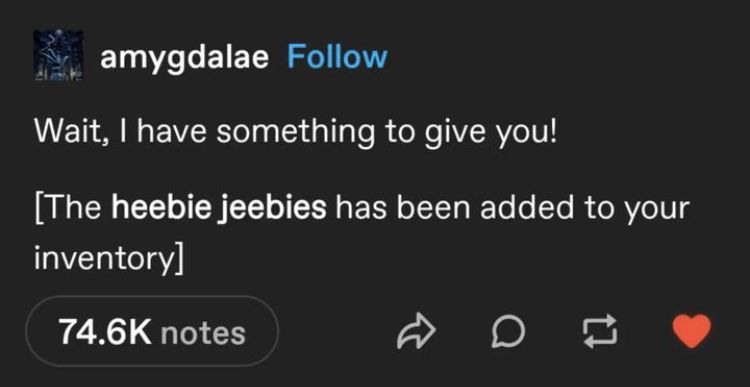 amygdalae Follow
Wait, I have something to give you!
[The heebie jeebies has been added to your
inventory]
74.6K notes